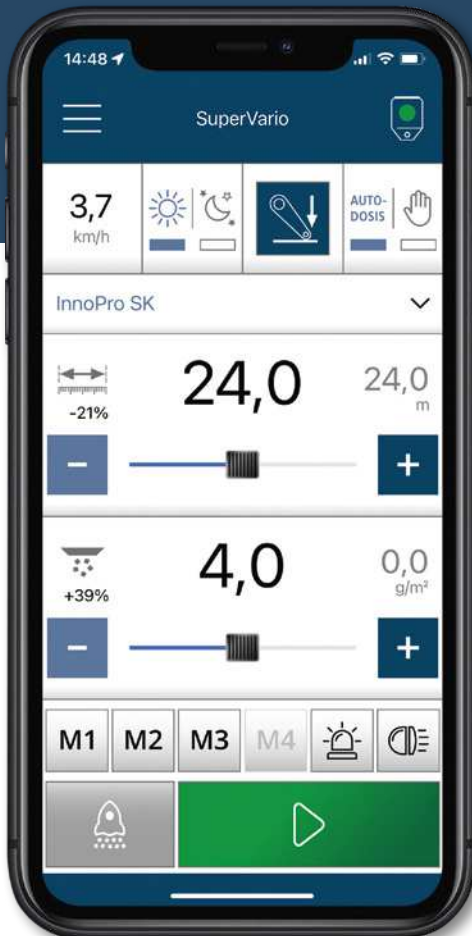 14:48
SuperVario
3,7
km/h
AUTO-
DOSIS
InnoPro SK
24,0
24,0
m
-21%
-
+
4,0
0,0
g/m²
+39%
-
+
M1 M2 M3 M4